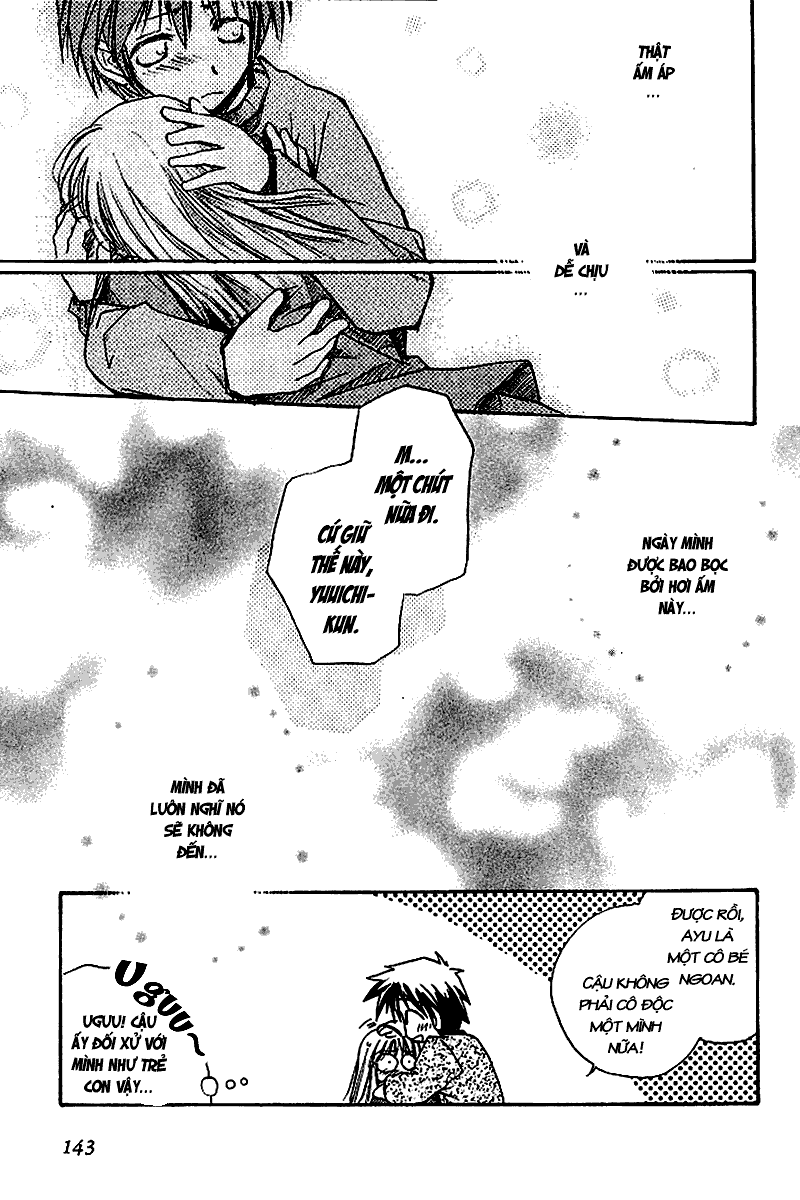 THẬT
ẤM ÁP
...
VÀ
DỄ CHỊU
...
M...
MỘT CHÚT
NỮA ĐI.
CỨ GIỮ
THẾ NÀY,
YUUICHI-
KUN.
NGÀY MÌNH
ĐƯỢC BAO BỌC
BỞI HƠI ẤM
NÀY...
MÌNH ĐÃ
LUÔN NGHĨ NÓ
SẼ KHÔNG
ĐẾN...
ĐƯỢC RỒI,
AYU LÀ
MỘT CÔ BÉ
NGOAN.
CẬU KHÔNG
PHẢI CÔ ĐỘC
MỘT MÌNH
NỮA!
Uguu~
UGUU! CẬU
ẤY ĐỐI XỬ VỚI
MÌNH NHƯ TRẺ
CON VẬY...
143